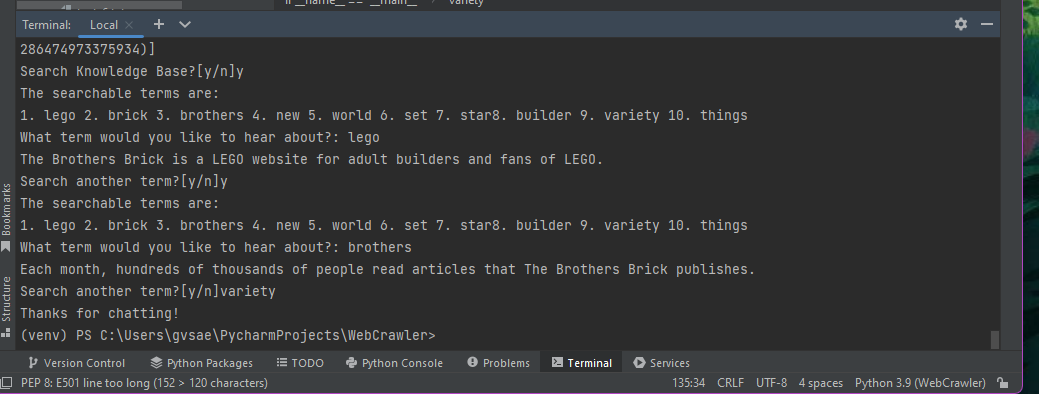 if __name__ == '__main__' › variety
Terminal: Local × +
286474973375934)]
Search Knowledge Base?[y/n]y
The searchable terms are:
1. lego 2. brick 3. brothers 4. new 5. world 6. set 7. star8. builder 9. variety 10. things
What term would you like to hear about?: lego
The Brothers Brick is a LEGO website for adult builders and fans of LEGO.
Search another term?[y/n]y
The searchable terms are:
1. lego 2. brick 3. brothers 4. new 5. world 6. set 7. star8. builder 9. variety 10. things
What term would you like to hear about?: brothers
Each month, hundreds of thousands of people read articles that The Brothers Brick publishes.
Search another term?[y/n]variety
Thanks for chatting!
(venv) PS C:\Users\gvsae\PycharmProjects\WebCrawler>
Bookmarks
Structure
Version Control Python Packages TODO Python Console Problems Terminal Services
PEP 8: E501 line too long (152 > 120 characters) 135:34 CRLF UTF-8 4 spaces Python 3.9 (WebCrawler)